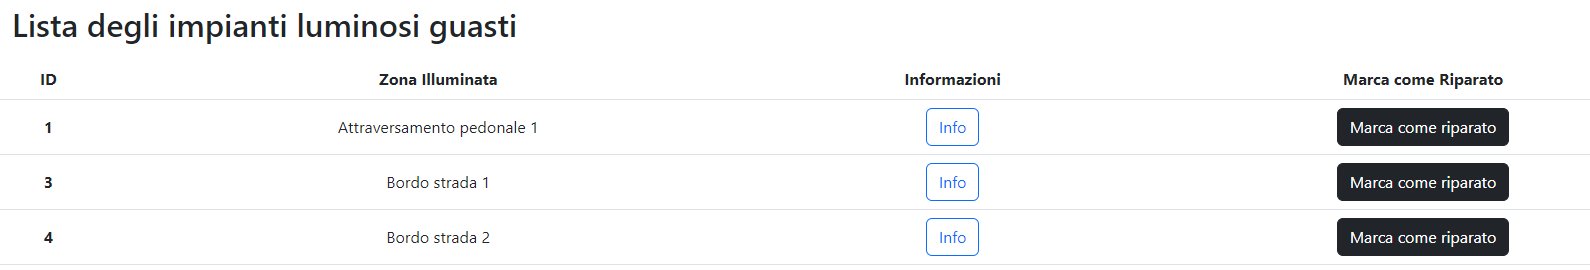 Lista degli impianti luminosi guasti
ID Zona Illuminata Informazioni Marca come Riparato
1 Attraversamento pedonale 1 Info Marca come riparato
3 Bordo strada 1 Info Marca come riparato
4 Bordo strada 2 Info Marca come riparato